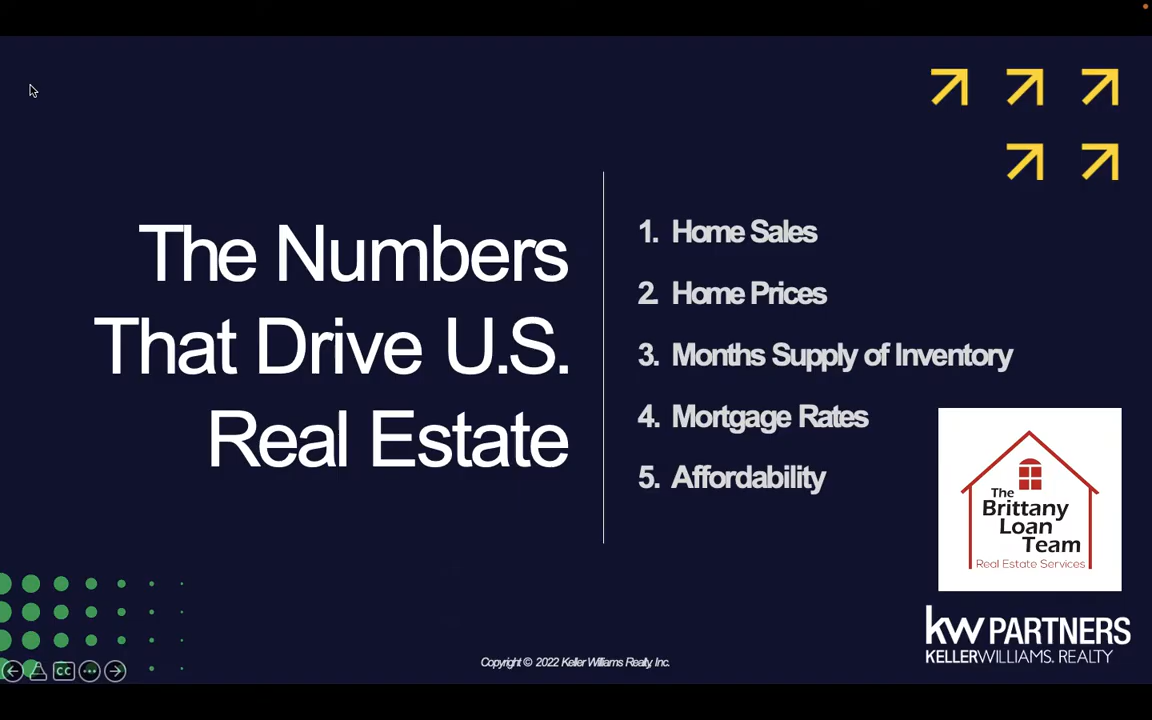 The Numbers
That Drive U.S.
Real Estate
1. Home Sales
2. Home Prices
3. Months Supply of Inventory
4. Mortgage Rates
5. Affordability
The
Brittany
Loan
Team
Real Estate Services
kw PARTNERS
KELLERWILLIAMS. REALTY
Copyright © 2022 Keller Williams Realty, Inc.
CC